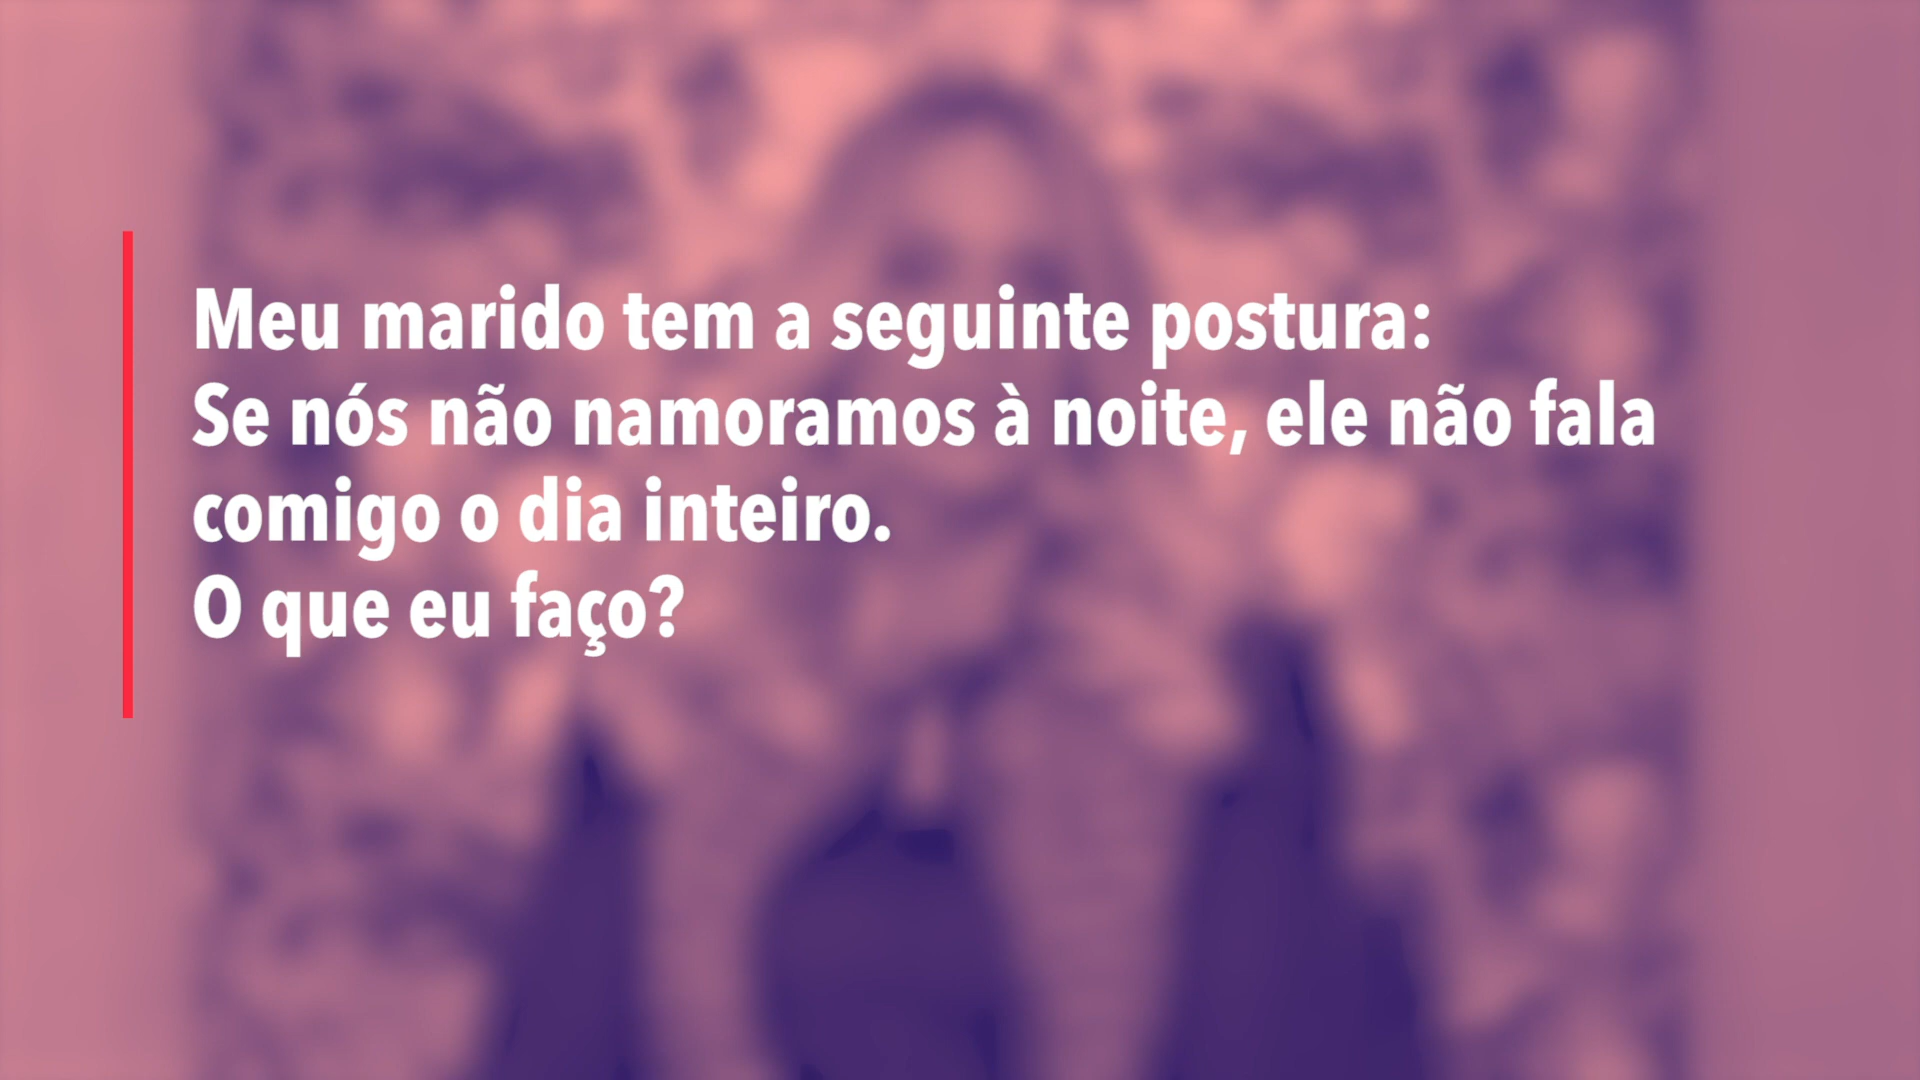 Meu marido tem a seguinte postura:
Se nós não namoramos à noite, ele não fala
comigo o dia inteiro.
O que eu faço?